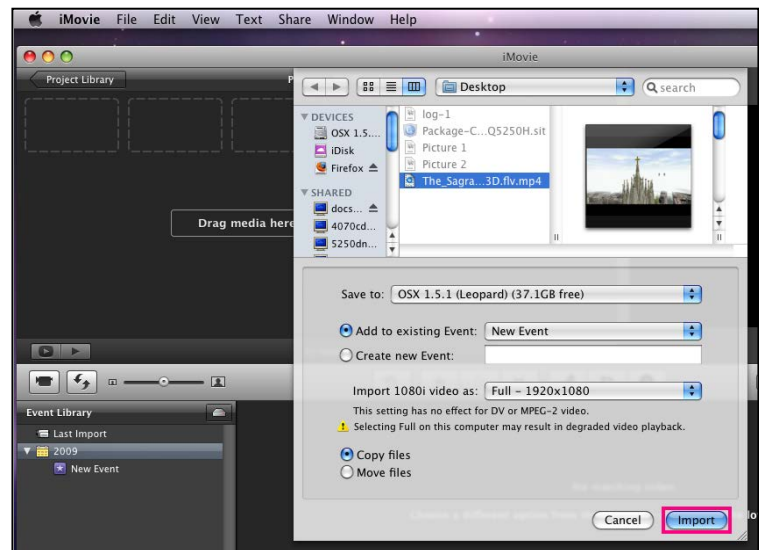 iMovie File Edit View Text Share Window Help
iMovie
Project Library
P
Desktop
search
DEVICES
OSX 1.5....
iDisk
Firefox
SHARED
docs...
4070cd...
5250dn...
log-1
Package-C...Q5250H.sit
Picture 1
Picture 2
The_Sagra...3D.flv.mp4
Drag media here
Save to: OSX 1.5.1 (Leopard) (37.1GB free)
Add to existing Event: New Event
Create new Event:
Import 1080i video as: Full – 1920x1080
This setting has no effect for DV or MPEG-2 video.
Selecting Full on this computer may result in degraded video playback.
Copy files
Move files
Cancel Import
Event Library
Last Import
2009
New Event